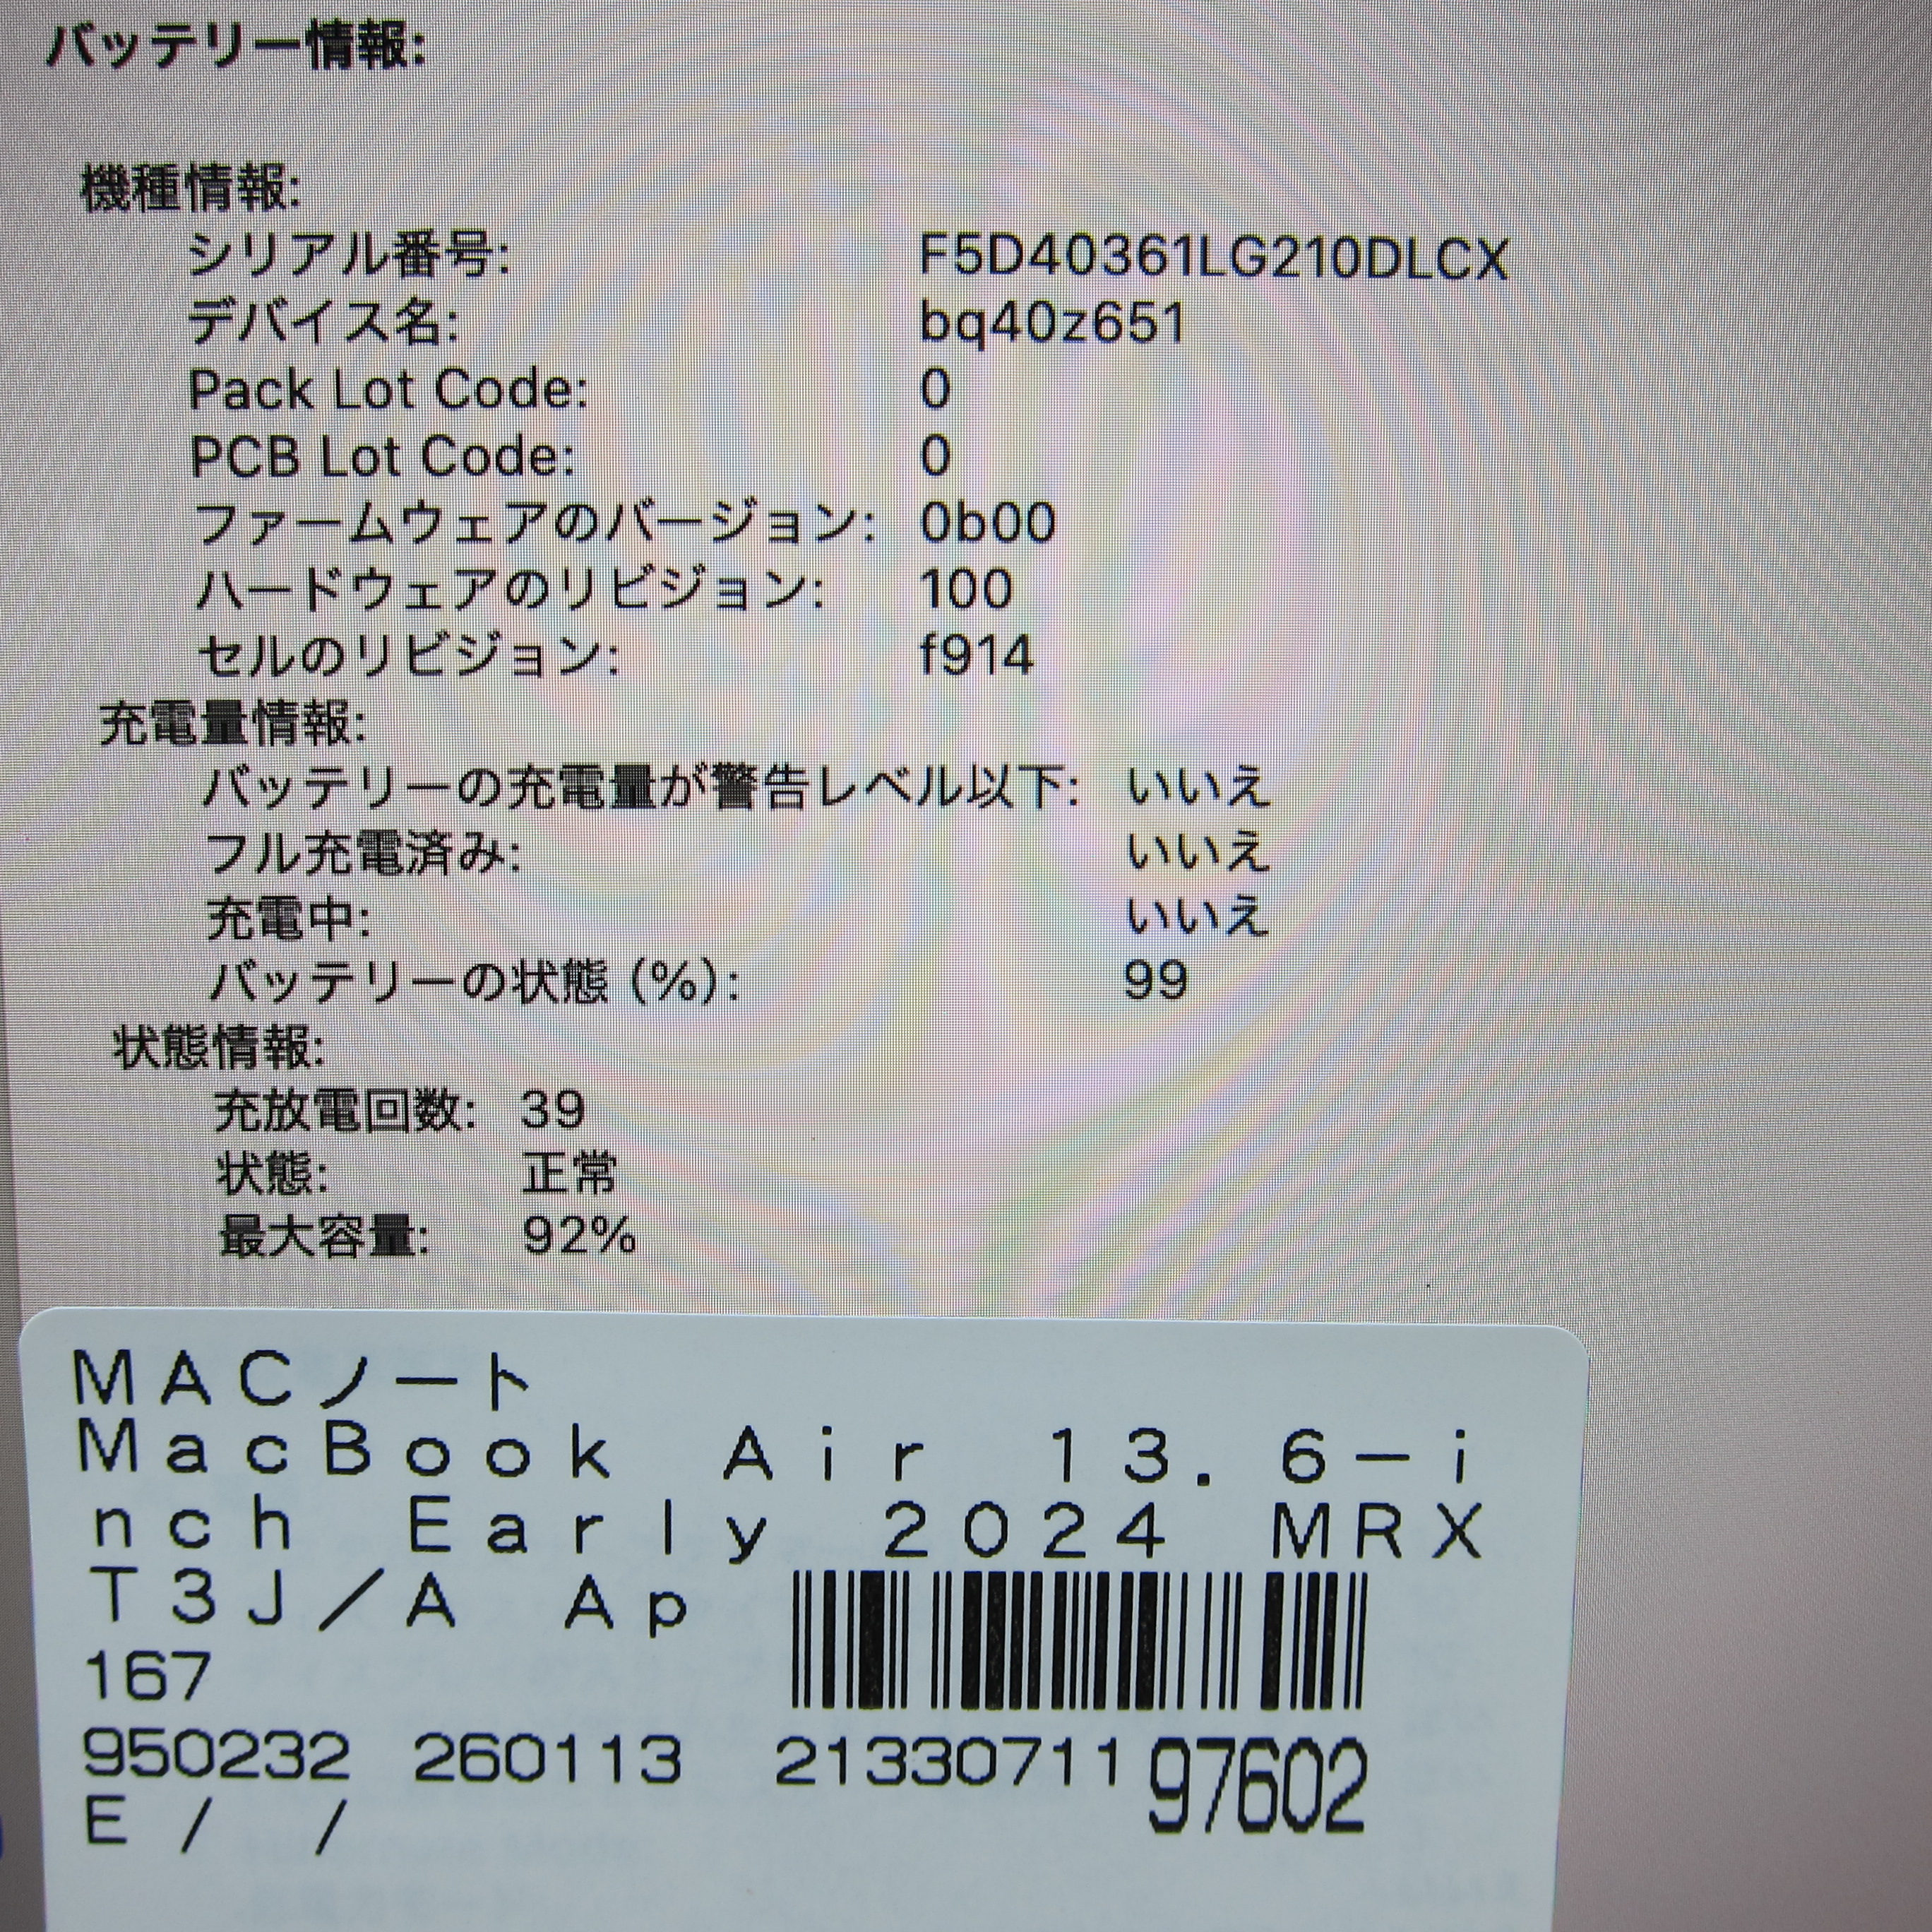 バッテリー情報:
機種情報:
シリアル番号: F5D40361LG210DLCX
デバイス名: bq40z651
Pack Lot Code: 0
PCB Lot Code: 0
ファームウェアのバージョン: 0b00
ハードウェアのリビジョン: 100
セルのリビジョン: f914
充電量情報:
バッテリーの充電量が警告レベル以下: いいえ
フル充電済み: いいえ
充電中: いいえ
バッテリーの状態 (%): 99
状態情報:
充放電回数: 39
状態: 正常
最大容量: 92%
MACノート
MacBook Air 13.6-i
nch Early 2024 MRX
T3J/A Ap
167
950232 260113 21330711 97602
E / /